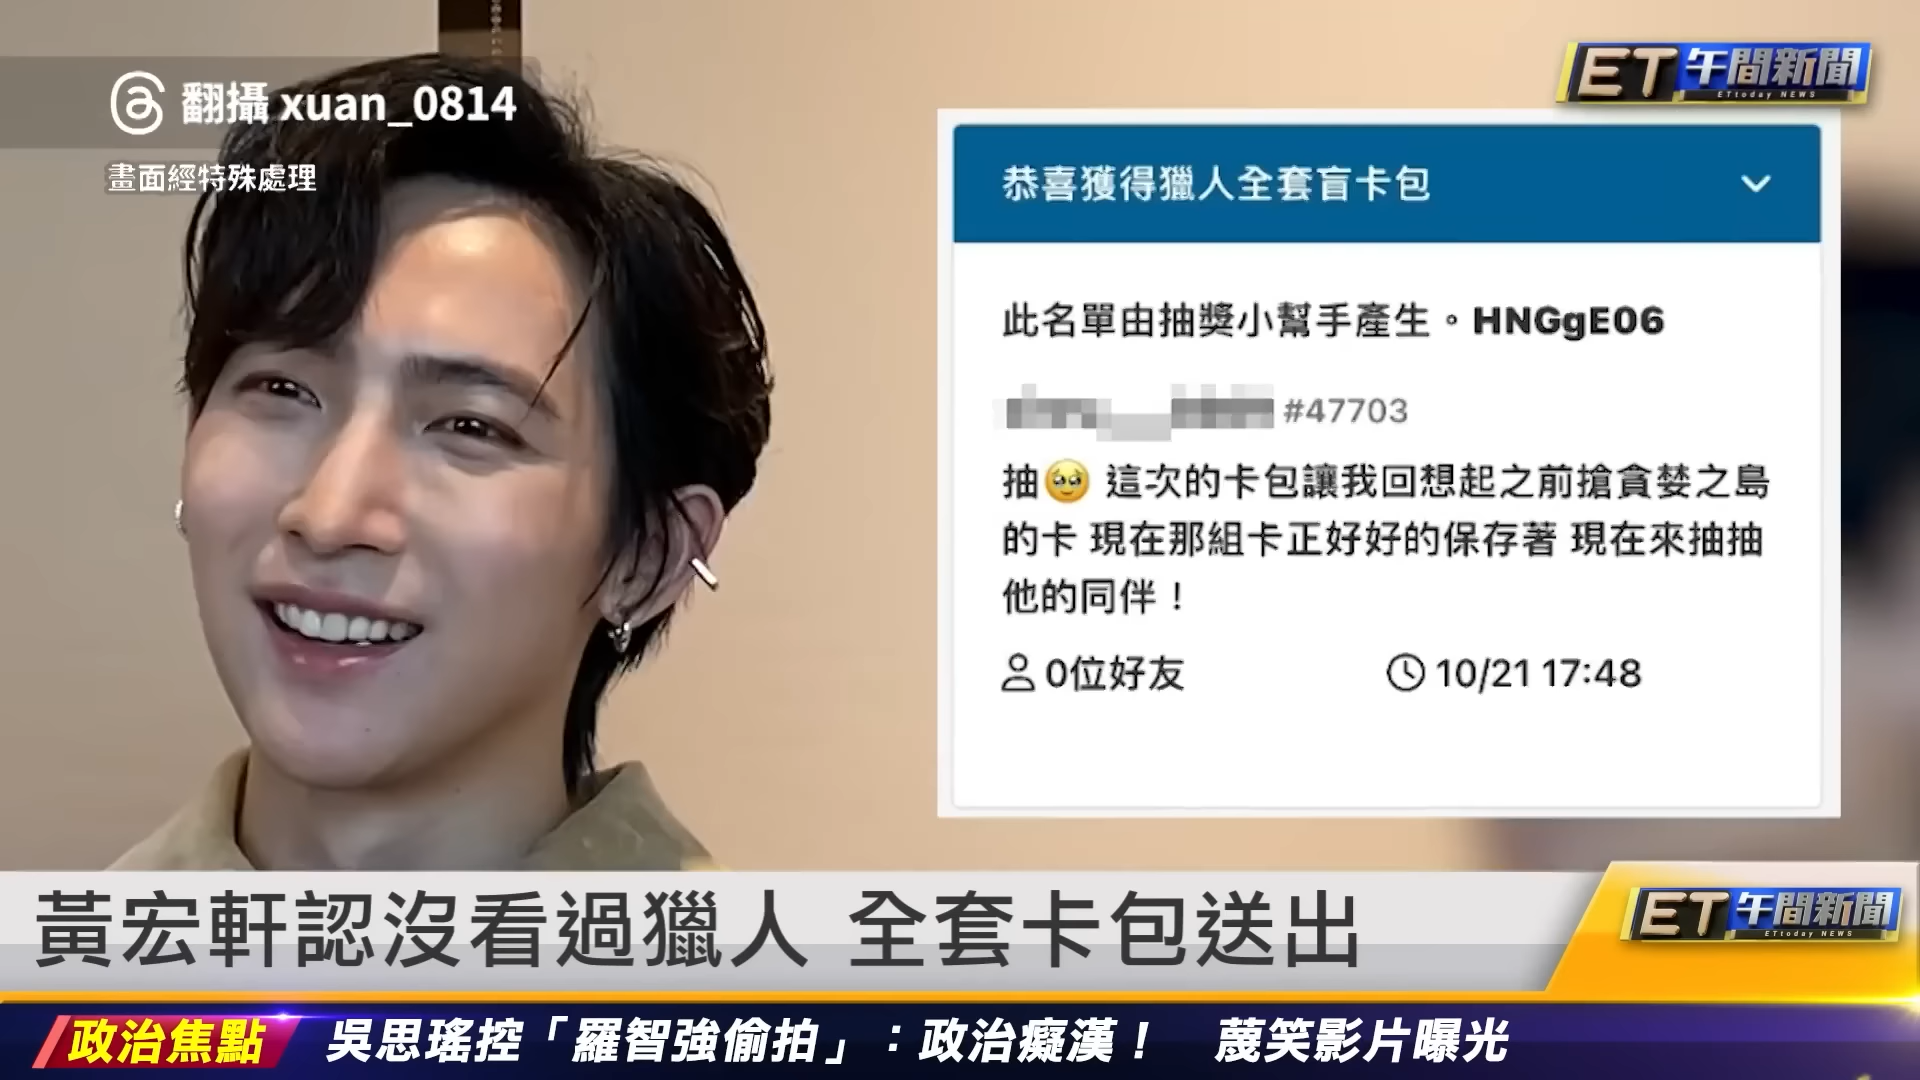 翻攝 xuan_0814
畫面經特殊處理
ET 午間新聞
ETtoday NEWS
恭喜獲得獵人全套盲卡包
此名單由抽獎小幫手產生。HNGgE06
#47703
抽🥹 這次的卡包讓我回想起之前搶貪婪之島
的卡 現在那組卡正好好的保存著 現在來抽抽
他的同伴！
0位好友
10/21 17:48
黃宏軒認沒看過獵人 全套卡包送出
ET 午間新聞
ETtoday NEWS
政治焦點
吳思瑤控「羅智強偷拍」：政治癡漢！ 蔑笑影片曝光